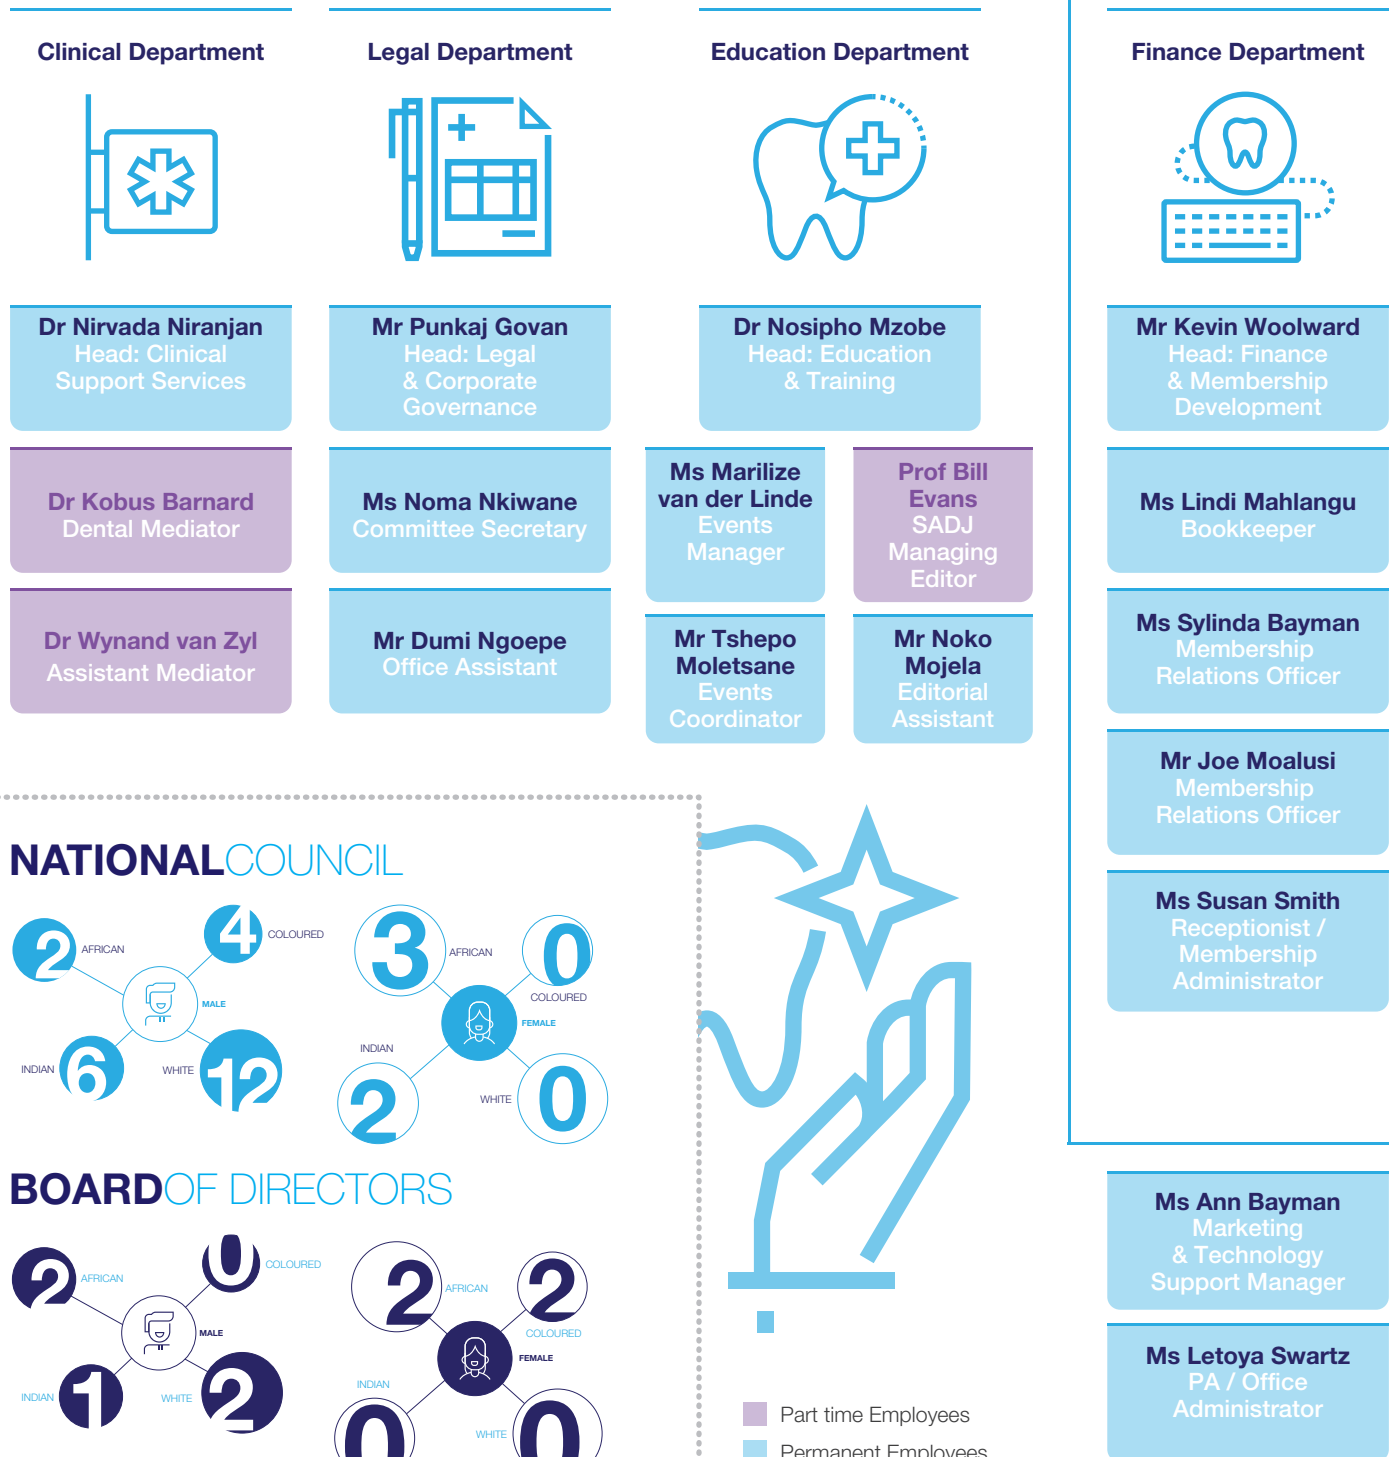 Clinical Department
Dr Nirvada Niranjan
Head: Clinical
Support Services
Dr Kobus Barnard
Dental Mediator
Dr Wynand van Zyl
Assistant Mediator
Legal Department
Mr Punkaj Govan
Head: Legal
& Corporate
Governance
Ms Noma Nkiwane
Committee Secretary
Mr Dumi Ngoepe
Office Assistant
Education Department
Dr Nosipho Mzobe
Head: Education
& Training
Ms Marilize
van der Linde
Events
Manager
Prof Bill
Evans
SADJ
Managing
Editor
Mr Tshepo
Moletsane
Events
Coordinator
Mr Noko
Mojela
Editorial
Assistant
Finance Department
Mr Kevin Woolward
Head: Finance
& Membership
Development
Ms Lindi Mahlangu
Bookkeeper
Ms Sylinda Bayman
Membership
Relations Officer
Mr Joe Moalusi
Membership
Relations Officer
Ms Susan Smith
Receptionist /
Membership
Administrator
Ms Ann Bayman
Marketing
& Technology
Support Manager
Ms Letoya Swartz
PA / Office
Administrator
NATIONALCOUNCIL
2 AFRICAN
4 COLOURED
MALE
INDIAN 6
WHITE 12
3 AFRICAN
0
COLOURED
FEMALE
INDIAN
2
WHITE 0
BOARDOF DIRECTORS
2 AFRICAN
0 COLOURED
MALE
INDIAN 1
WHITE 2
2 AFRICAN
2
COLOURED
FEMALE
INDIAN
0
WHITE 0
Part time Employees
Permanent Employees